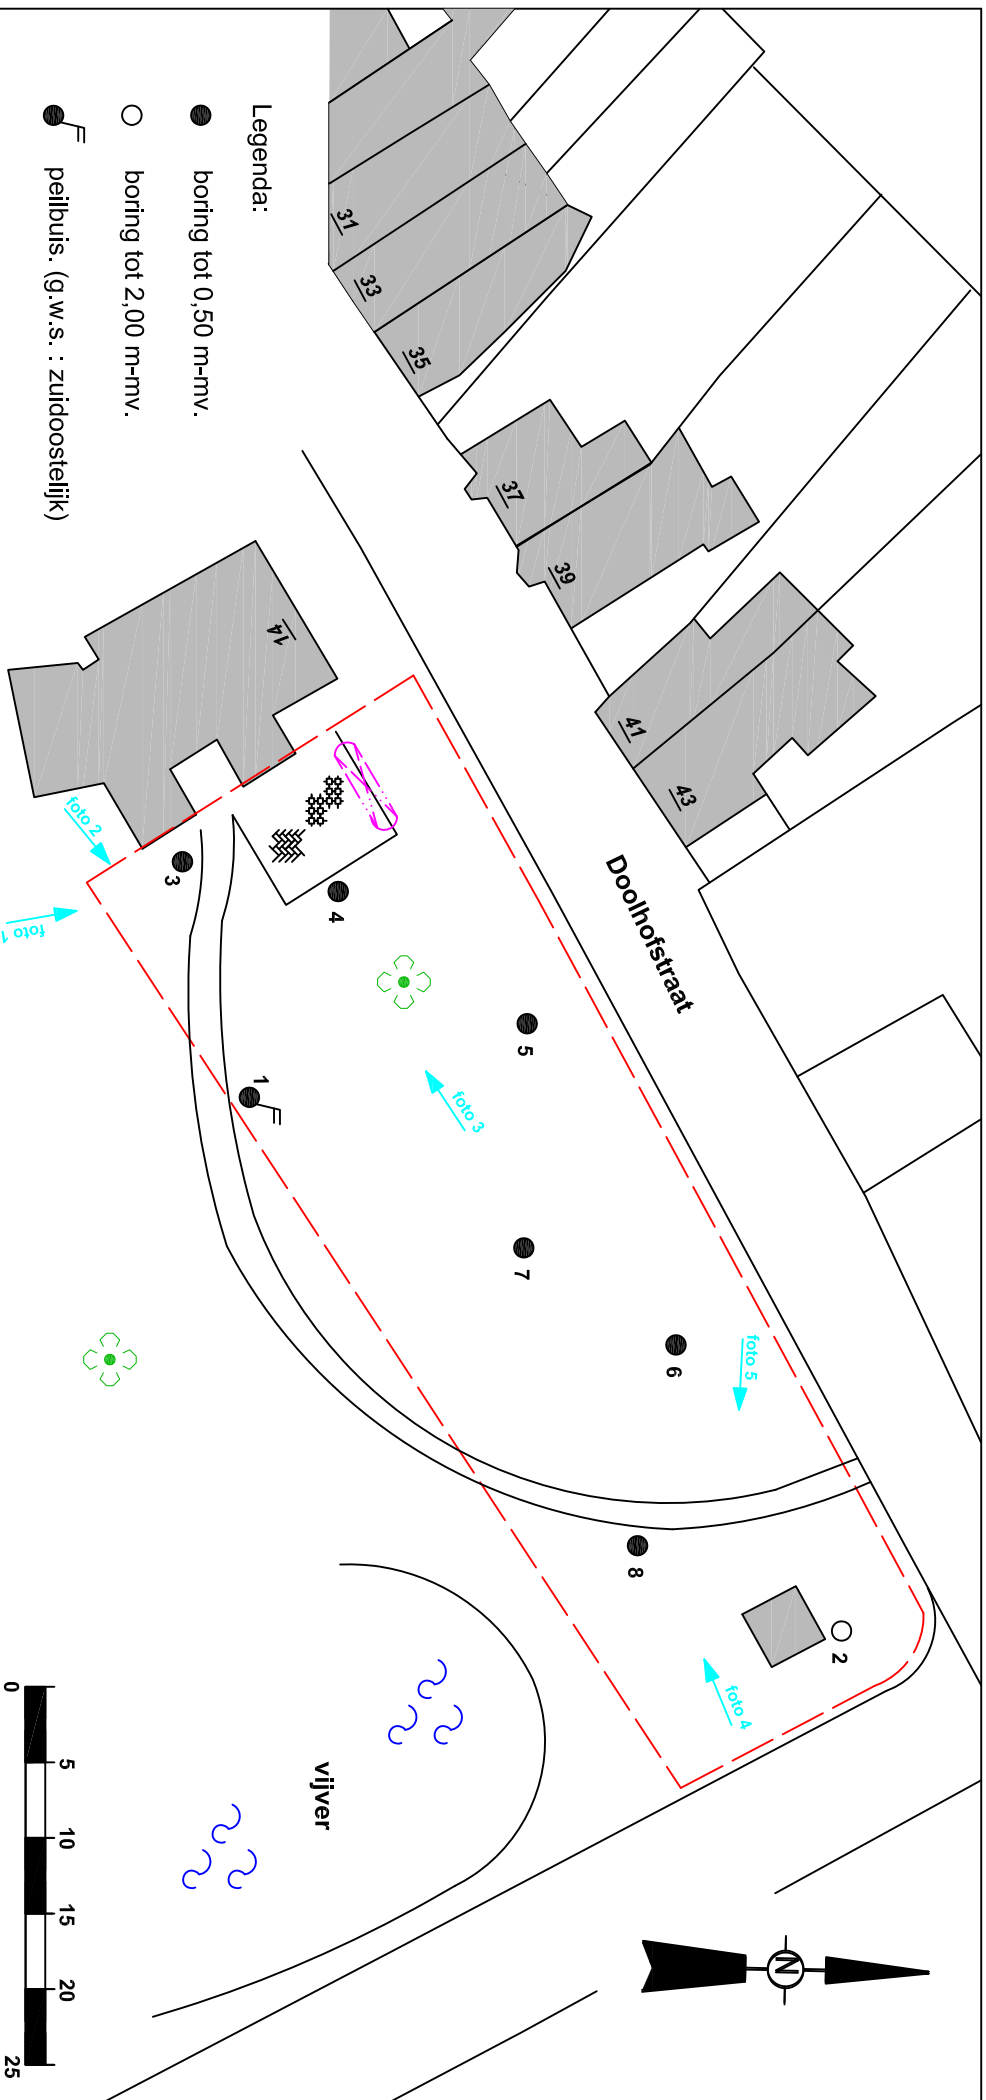 31
33
35
37
39
41
43
Doolhofstraat
14
foto 2
foto 1
3
4
5
1
foto 3
7
6
foto 5
8
2
foto 4
vijver
N
Legenda:
boring tot 0,50 m-mv.
boring tot 2,00 m-mv.
peilbuis. (g.w.s. : zuidoostelijk)
0 5 10 15 20 25